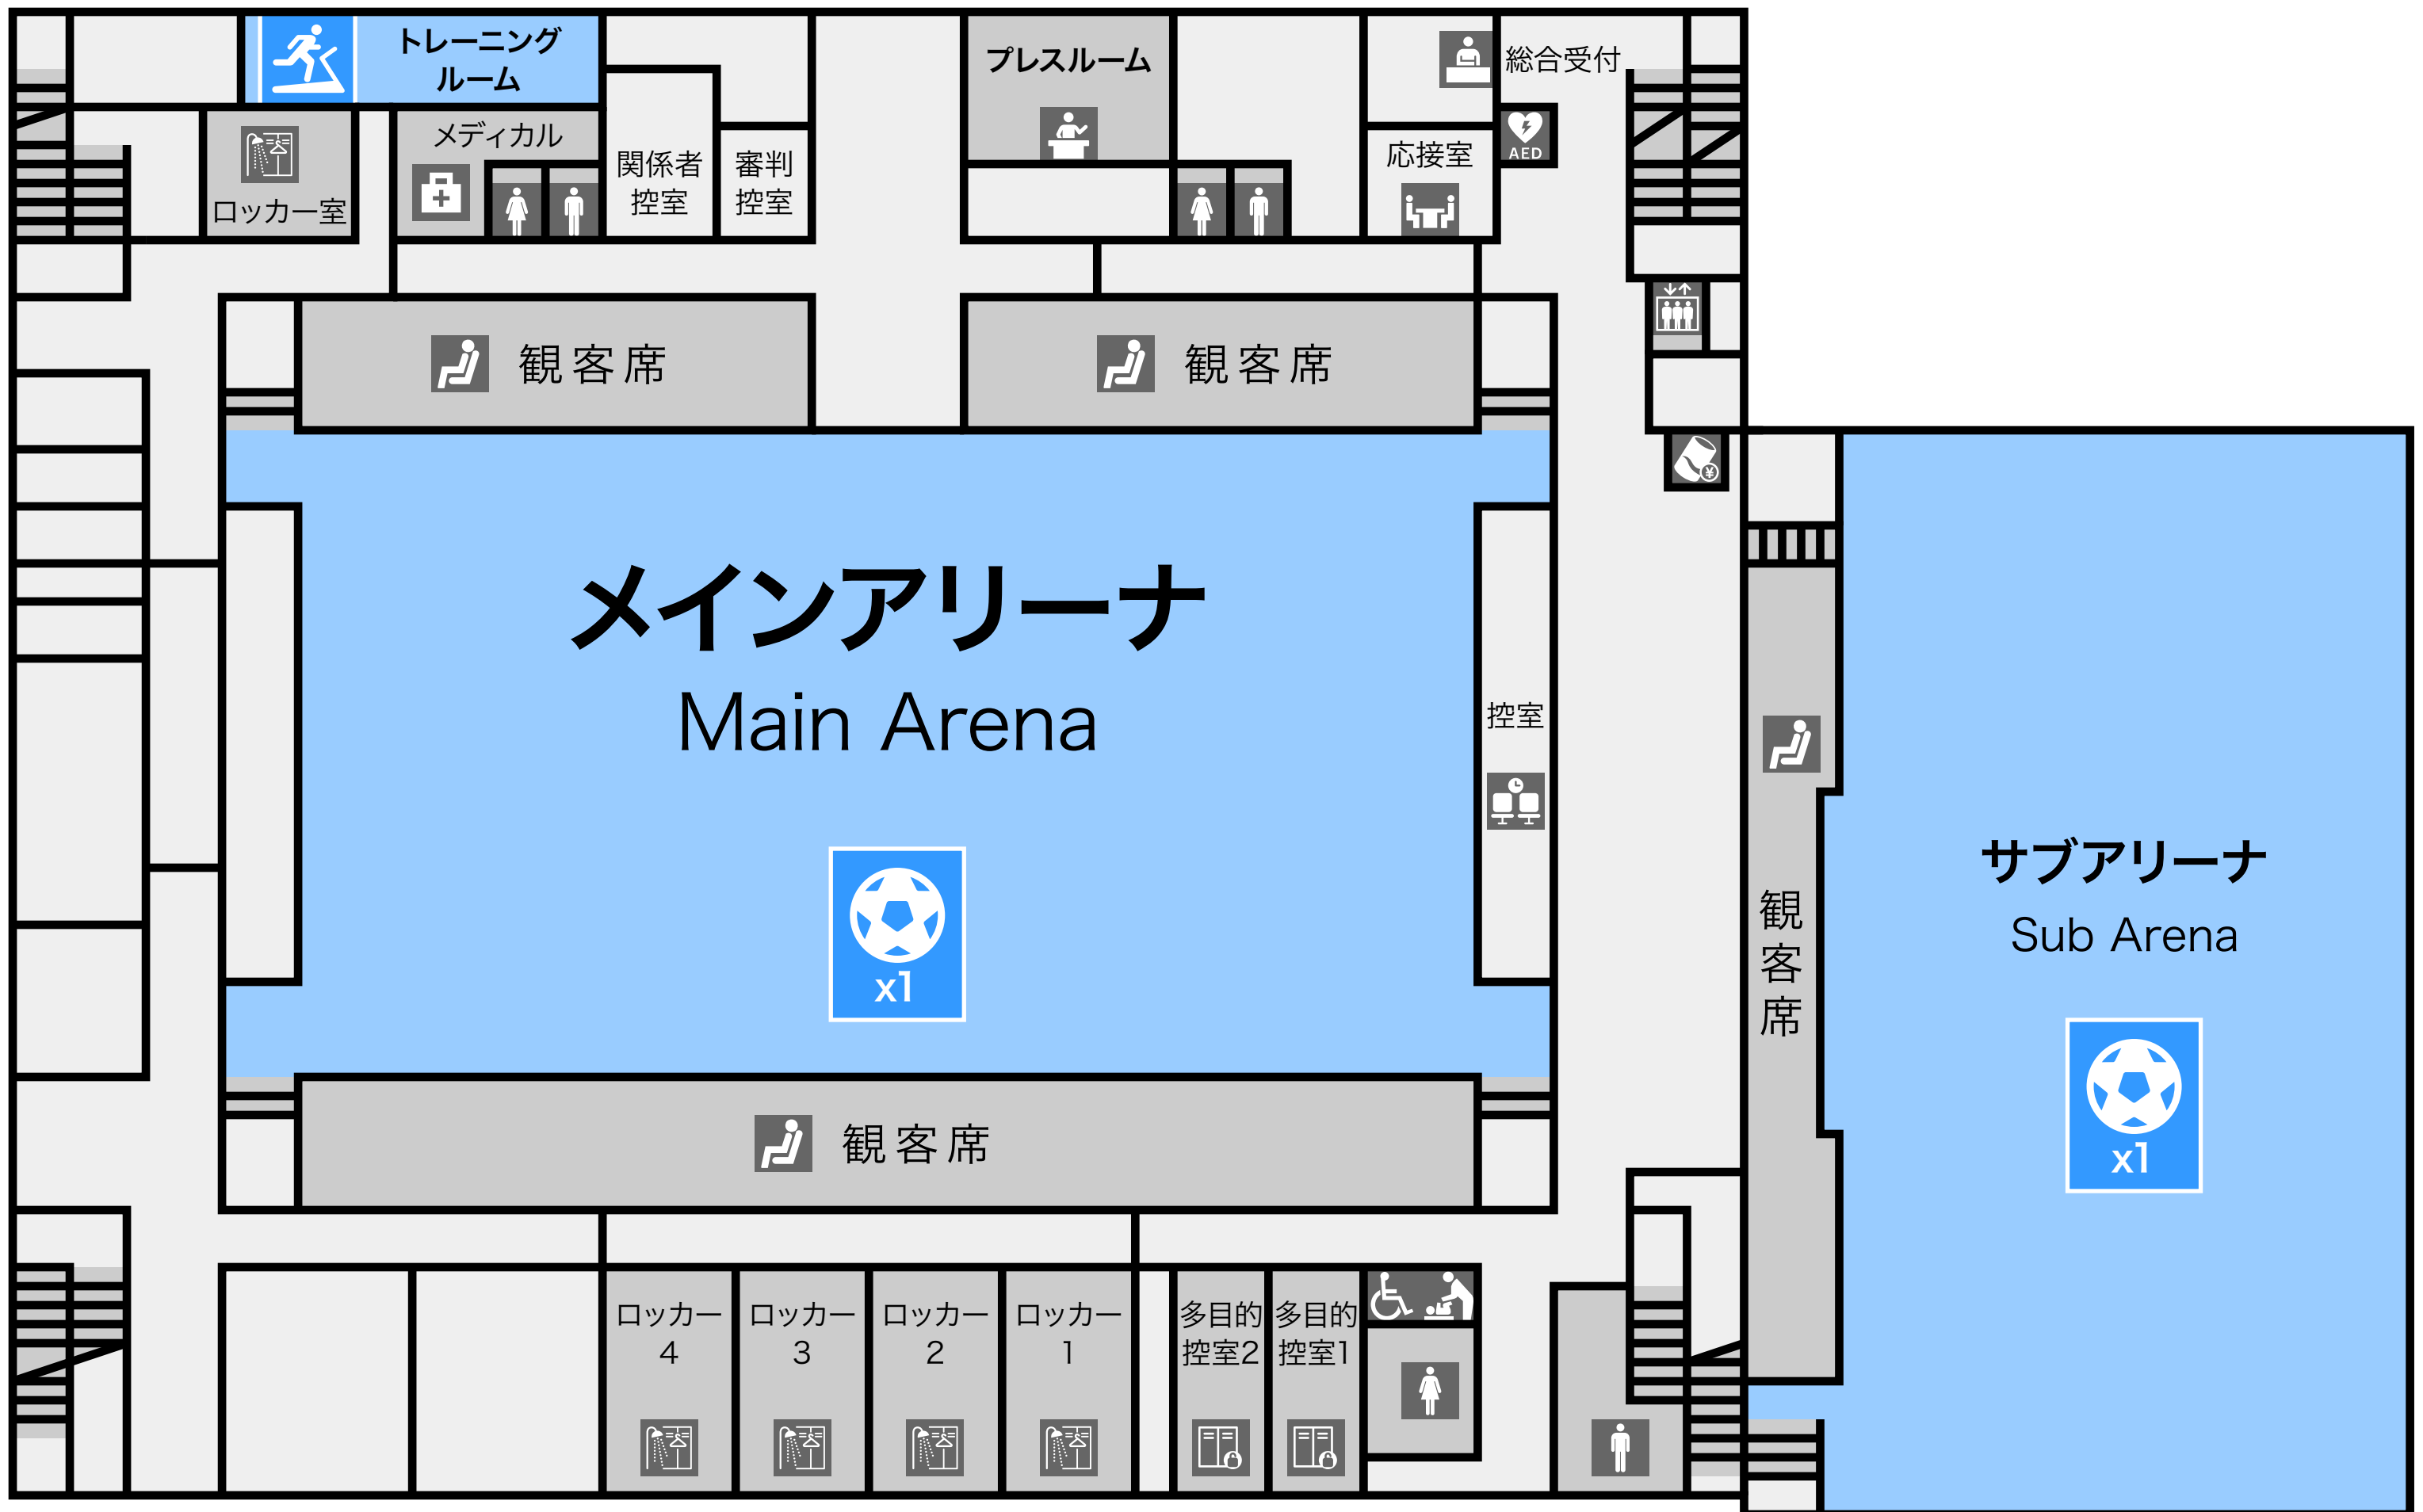 トレーニング
ルーム
プレスルーム
総合受付
メディカル
関係者
控室
審判
控室
応接室
AED
ロッカー室
観客席
観客席
¥
メインアリーナ
Main Arena
控室
x1
サブアリーナ
Sub Arena
観客席
x1
観客席
ロッカー
4
ロッカー
3
ロッカー
2
ロッカー
1
多目的
控室2
多目的
控室1